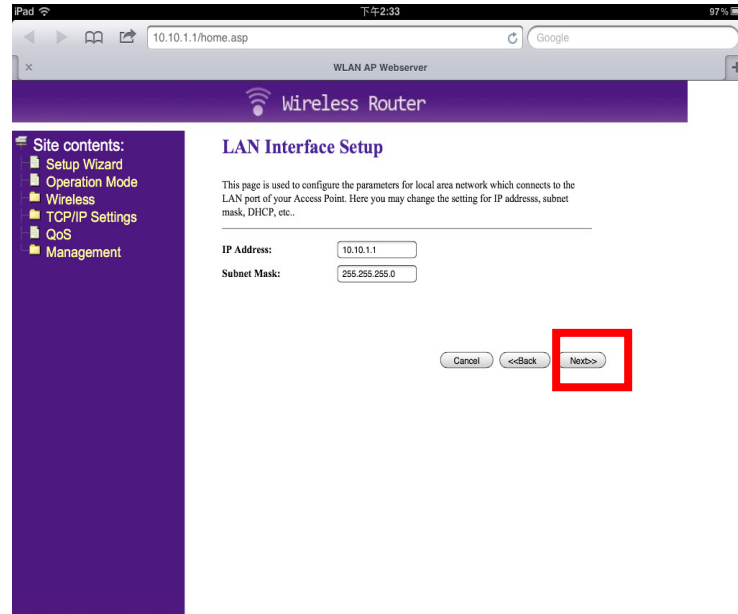 iPad 下午2:33 97%
10.10.1.1/home.asp Google
WLAN AP Webserver
Wireless Router
Site contents:
Setup Wizard
Operation Mode
Wireless
TCP/IP Settings
QoS
Management
LAN Interface Setup
This page is used to configure the parameters for local area network which connects to the
LAN port of your Access Point. Here you may change the setting for IP addresss, subnet
mask, DHCP, etc..
IP Address: 10.10.1.1
Subnet Mask: 255.255.255.0
Cancel <<Back Next>>